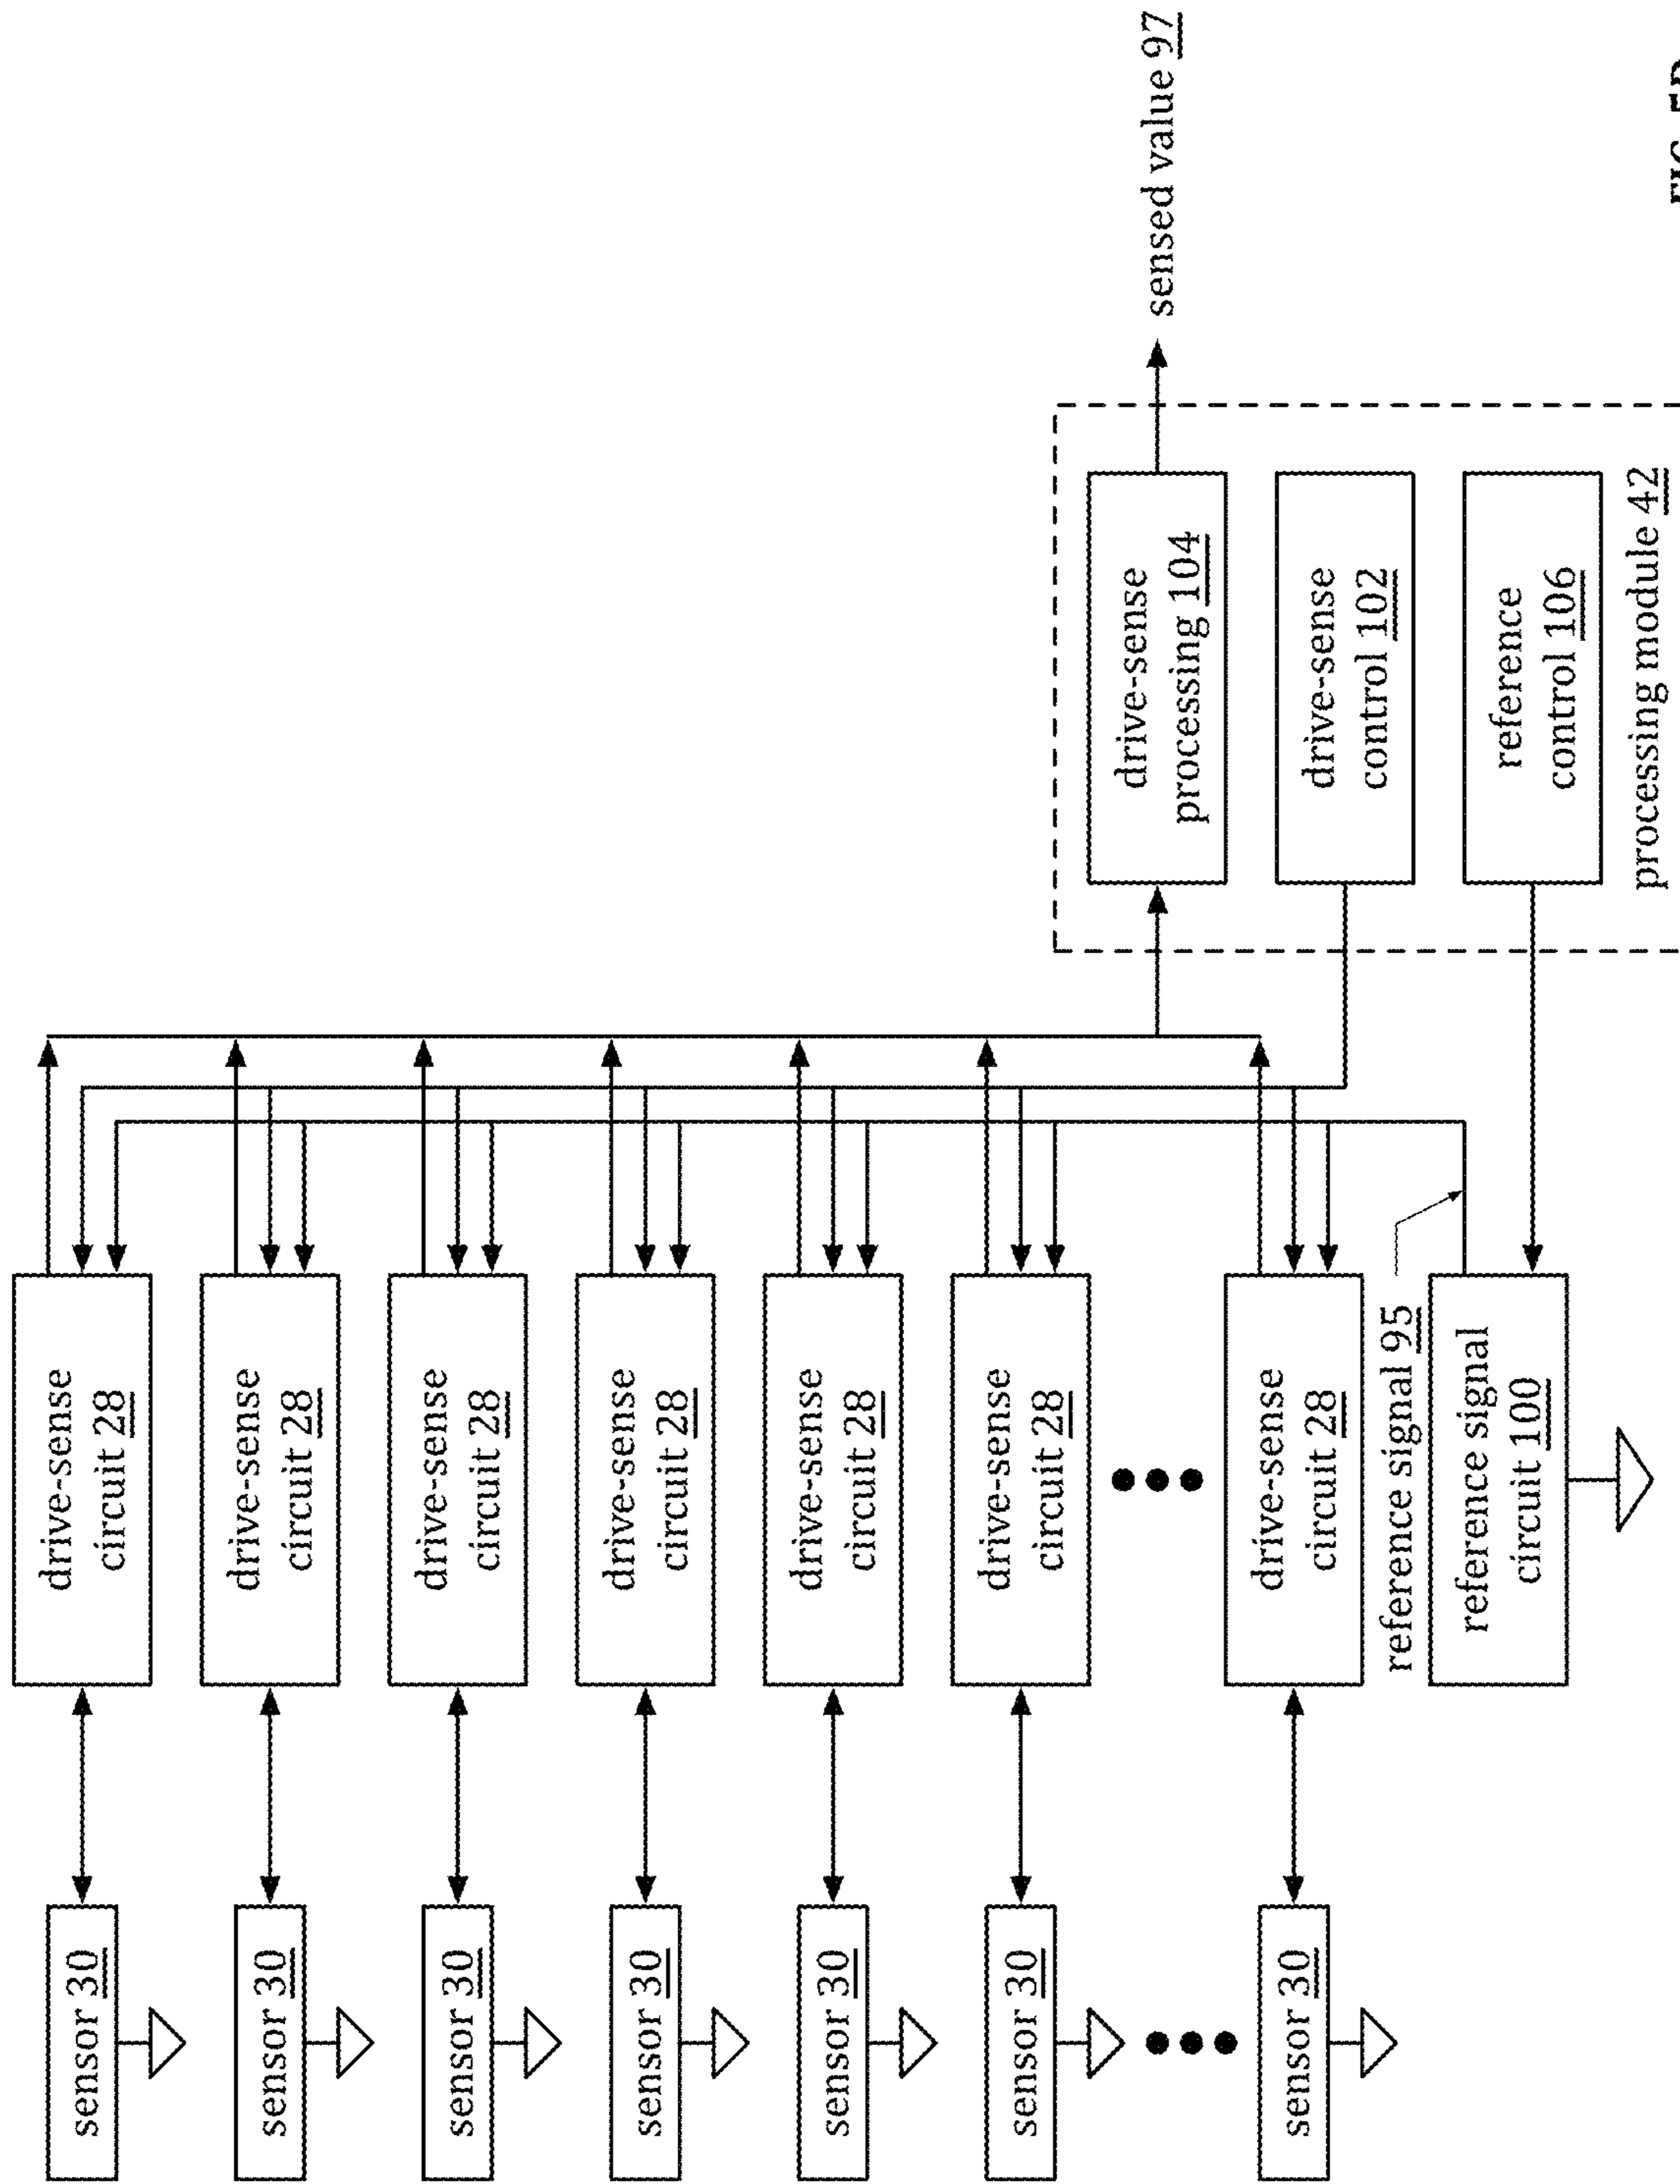 sensor 30
drive-sense
circuit 28
sensor 30
drive-sense
circuit 28
sensor 30
drive-sense
circuit 28
sensor 30
drive-sense
circuit 28
sensor 30
drive-sense
circuit 28
sensor 30
drive-sense
circuit 28
sensor 30
drive-sense
circuit 28
reference signal 95
reference signal
circuit 100
drive-sense
processing 104
sensed value 97
drive-sense
control 102
reference
control 106
processing module 42
FIG.